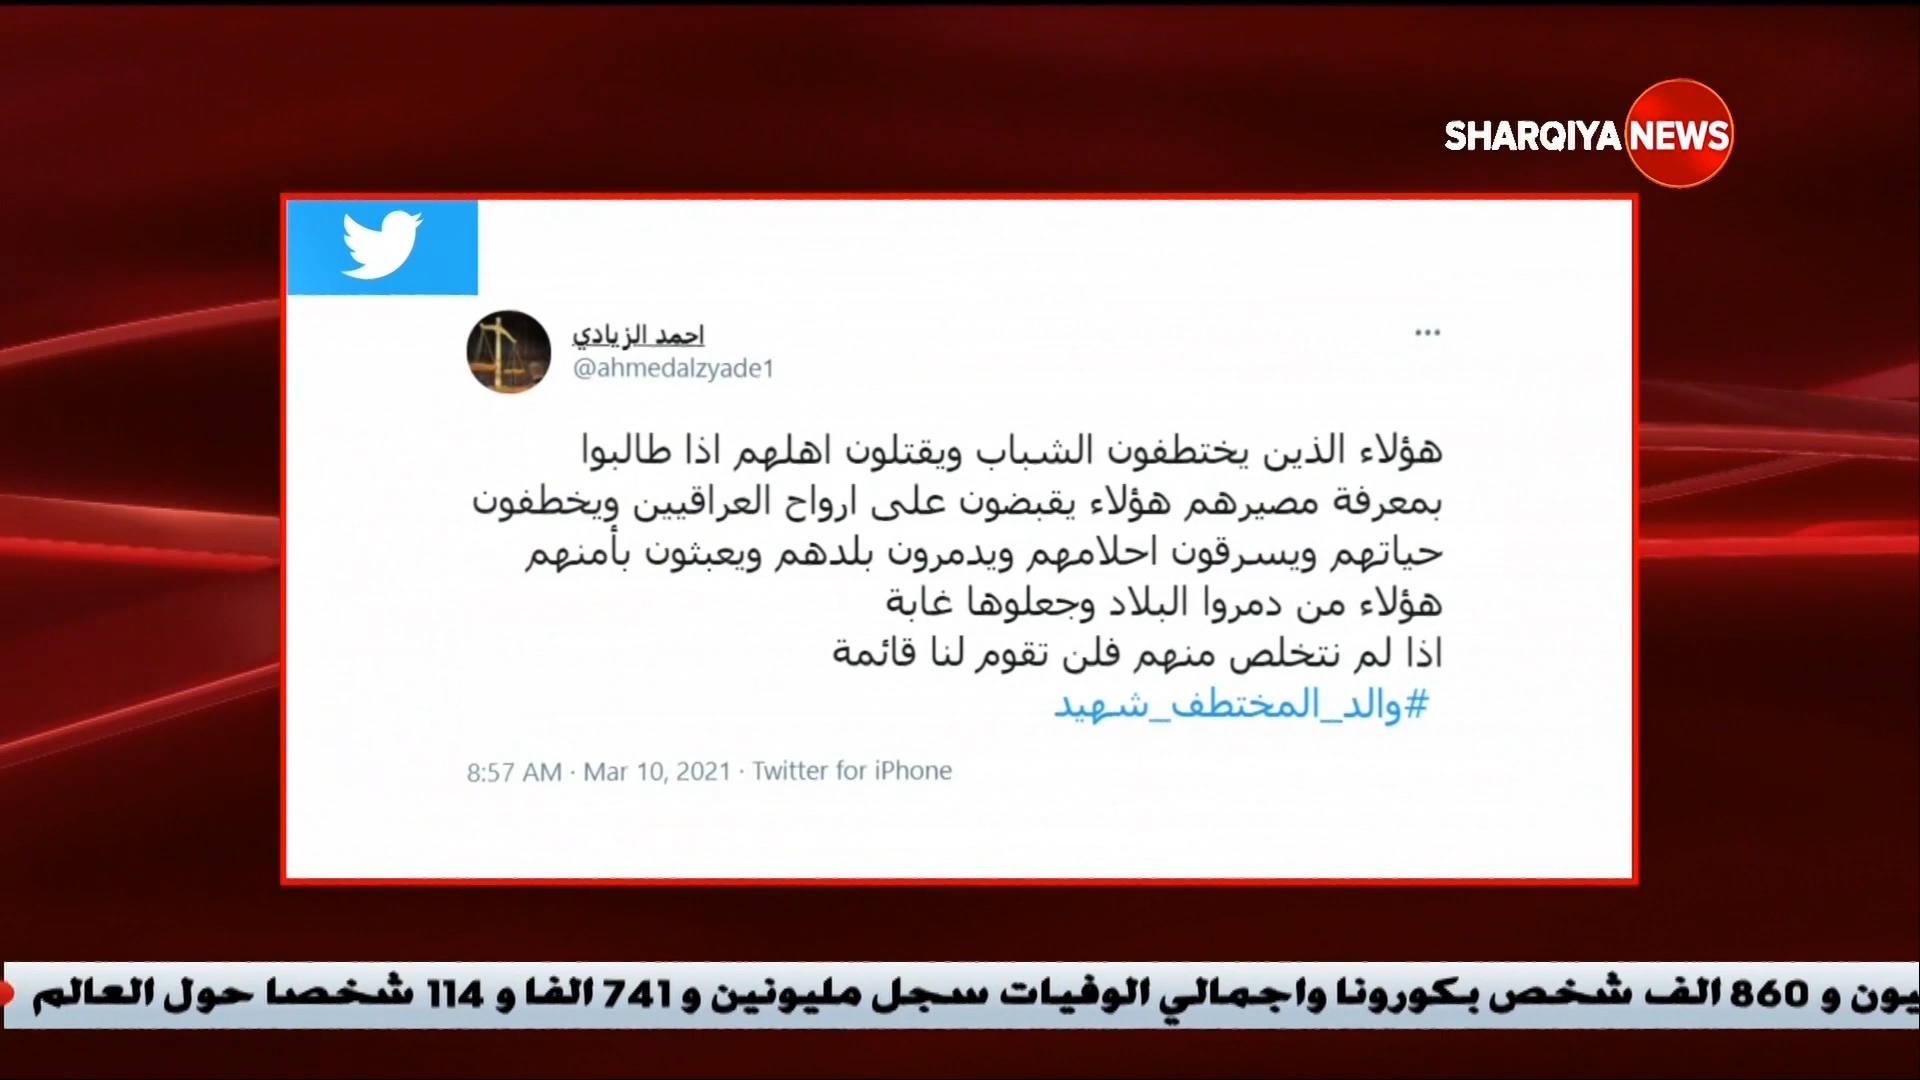 SHARQIYA NEWS
احمد الزيادي
@ahmedalzyade1
هؤلاء الذين يختطفون الشباب ويقتلون اهلهم اذا طالبوا
بمعرفة مصيرهم هؤلاء يقبضون على ارواح العراقيين ويخطفون
حياتهم ويسرقون احلامهم ويدمرون بلدهم ويعبثون بأمنهم
هؤلاء من دمروا البلاد وجعلوها غابة
اذا لم نتخلص منهم فلن تقوم لنا قائمة
#والد_المختطف_شهيد
8:57 AM · Mar 10, 2021 · Twitter for iPhone
و 860 الف شخص بكورونا واجمالي الوفيات سجل مليونين و 741 الفا و 114 شخصا حول العالم